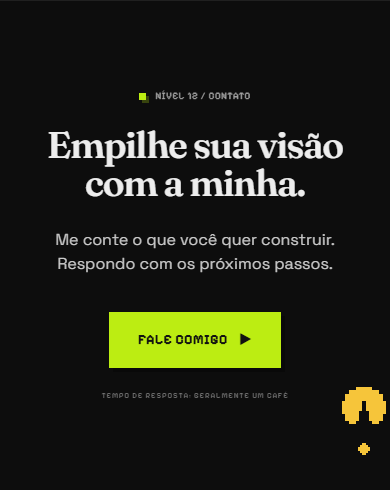 NÍVEL 12 / CONTATO
Empilhe sua visão
com a minha.
Me conte o que você quer construir.
Respondo com os próximos passos.
FALE COMIGO
TEMPO DE RESPOSTA: GERALMENTE UM CAFÉ